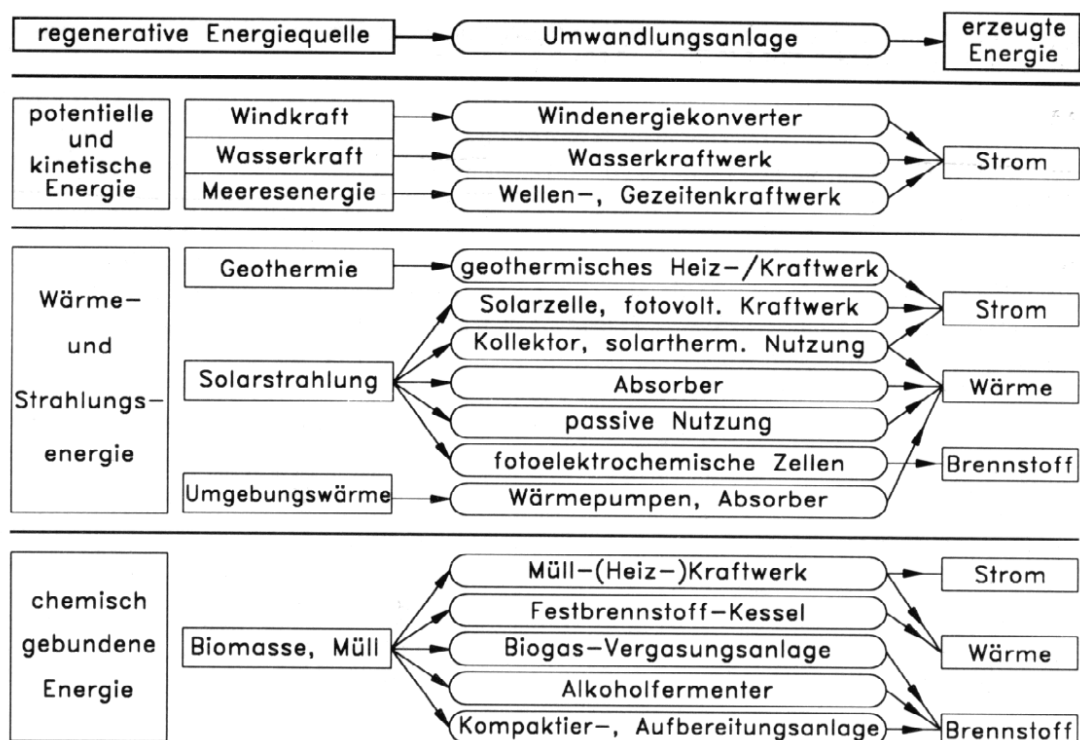 regenerative Energiequelle
Umwandlungsanlage
erzeugte
Energie
potentielle
und
kinetische
Energie
Windkraft
Windenergiekonverter
Wasserkraft
Wasserkraftwerk
Meeresenergie
Wellen-, Gezeitenkraftwerk
Strom
Wärme-
und
Strahlungs-
energie
Geothermie
geothermisches Heiz-/Kraftwerk
Solarzelle, fotovolt. Kraftwerk
Strom
Kollektor, solartherm. Nutzung
Solarstrahlung
Absorber
Wärme
passive Nutzung
fotoelektrochemische Zellen
Brennstoff
Umgebungswärme
Wärmepumpen, Absorber
chemisch
gebundene
Energie
Müll-(Heiz-)Kraftwerk
Strom
Festbrennstoff-Kessel
Biomasse, Müll
Biogas-Vergasungsanlage
Wärme
Alkoholfermenter
Kompaktier-, Aufbereitungsanlage
Brennstoff